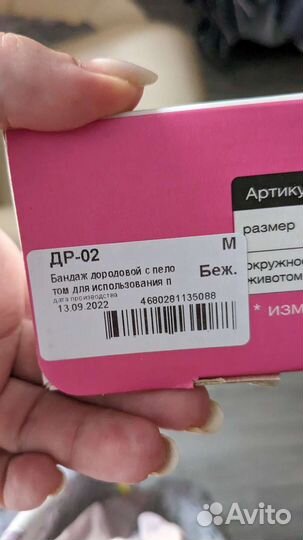 ДР-02
M
Бандаж дородовой с пело
том для использования п
Беж.
дата производства
13.09.2022
4680281135088
Артику
размер
окружнос
животом
* изм
Avito